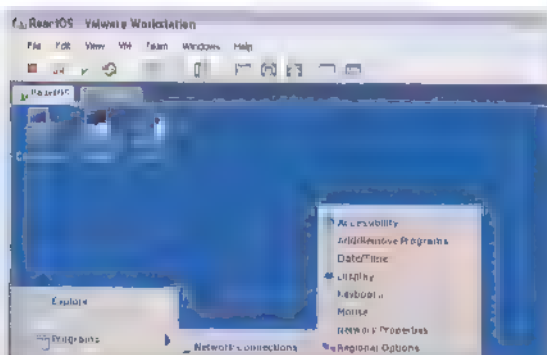 ReactOS VMware Workstation
File Edit View VM Team Windows Help
ReactOS
Accessibility
Add/Remove Programs
Date/Time
Display
Keyboard
Mouse
Network Properties
Regional Options
Explore
Programs
Network Connections